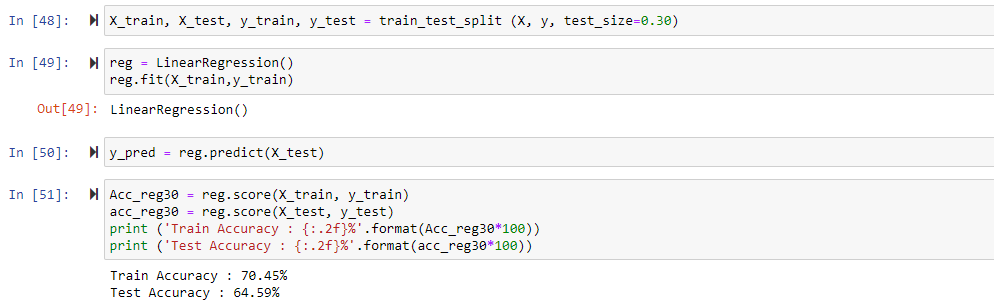 In [48]: X_train, X_test, y_train, y_test = train_test_split (X, y, test_size=0.30)
In [49]: reg = LinearRegression()
reg.fit(X_train,y_train)
Out[49]: LinearRegression()
In [50]: y_pred = reg.predict(X_test)
In [51]: Acc_reg30 = reg.score(X_train, y_train)
acc_reg30 = reg.score(X_test, y_test)
print ('Train Accuracy : {:.2f}%'.format(Acc_reg30*100))
print ('Test Accuracy : {:.2f}%'.format(acc_reg30*100))
Train Accuracy : 70.45%
Test Accuracy : 64.59%